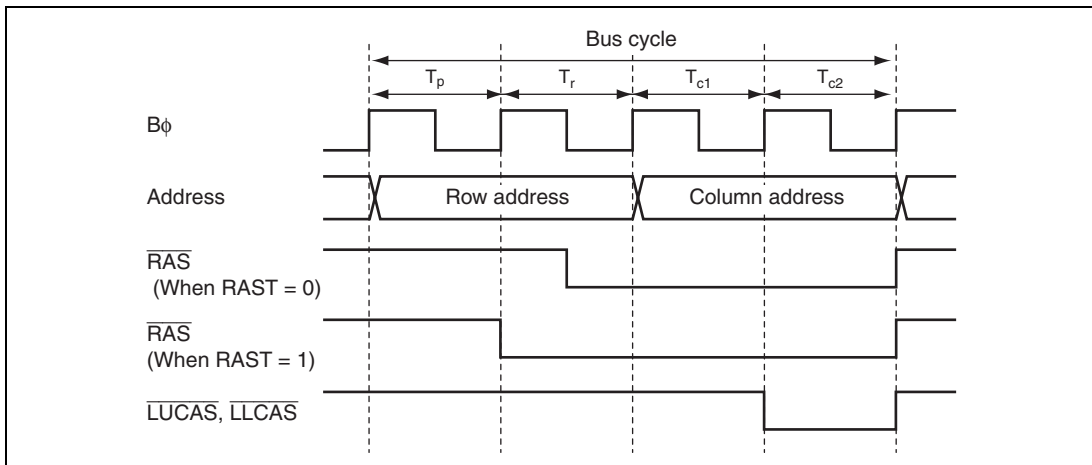 Bus cycle
Tp Tr Tc1 Tc2
Bϕ
Address Row address Column address
RAS
(When RAST = 0)
RAS
(When RAST = 1)
LUCAS, LLCAS